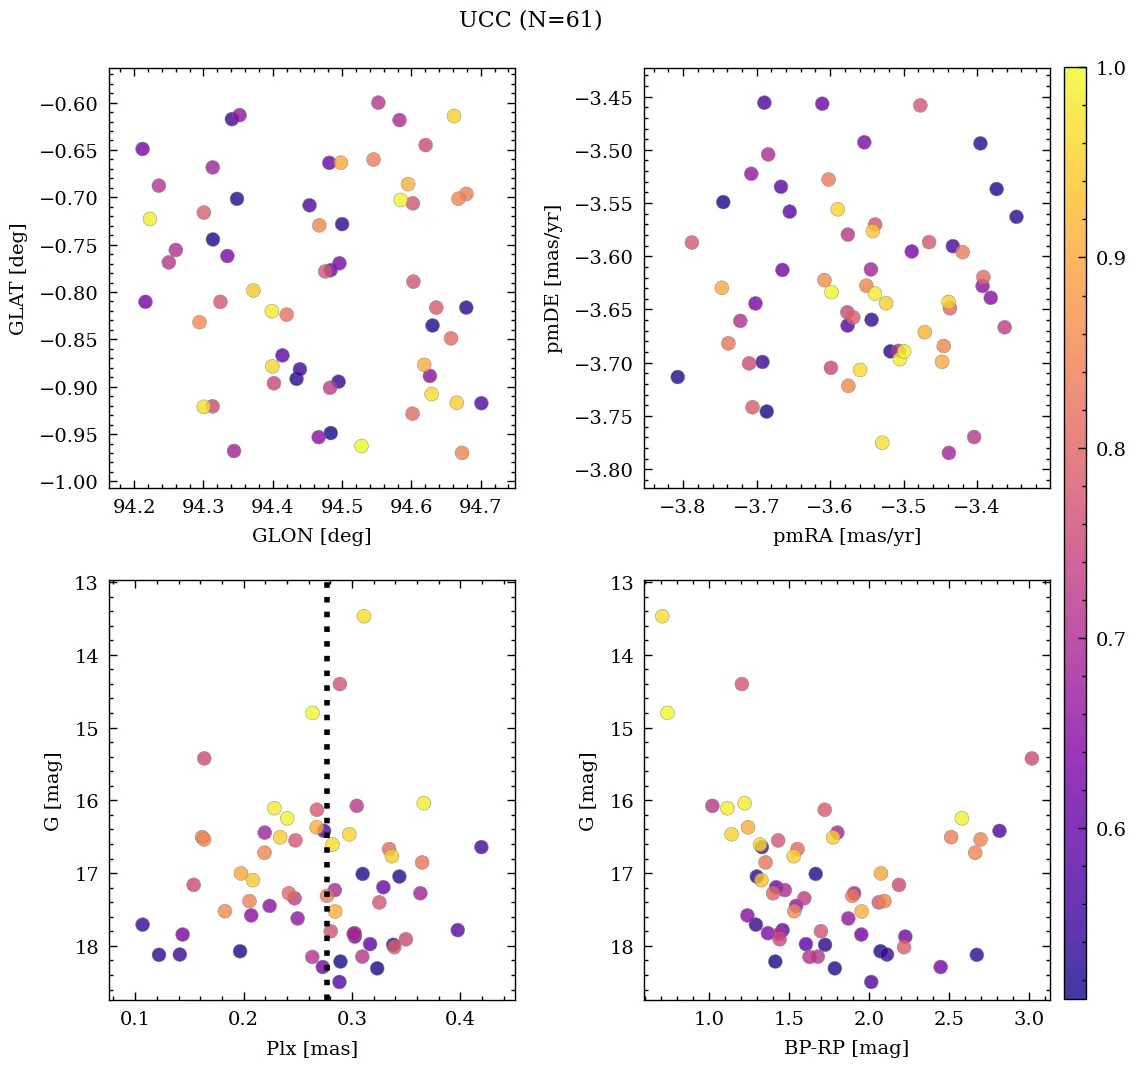 UCC (N=61)
−0.60
−0.65
−0.70
−0.75
−0.80
−0.85
−0.90
−0.95
−1.00
GLAT [deg]
94.2 94.3 94.4 94.5 94.6 94.7
GLON [deg]
−3.45
−3.50
−3.55
−3.60
−3.65
−3.70
−3.75
−3.80
pmDE [mas/yr]
−3.8 −3.7 −3.6 −3.5 −3.4
pmRA [mas/yr]
13
14
15
16
17
18
G [mag]
0.1 0.2 0.3 0.4
Plx [mas]
13
14
15
16
17
18
G [mag]
1.0 1.5 2.0 2.5 3.0
BP-RP [mag]
1.0
0.9
0.8
0.7
0.6